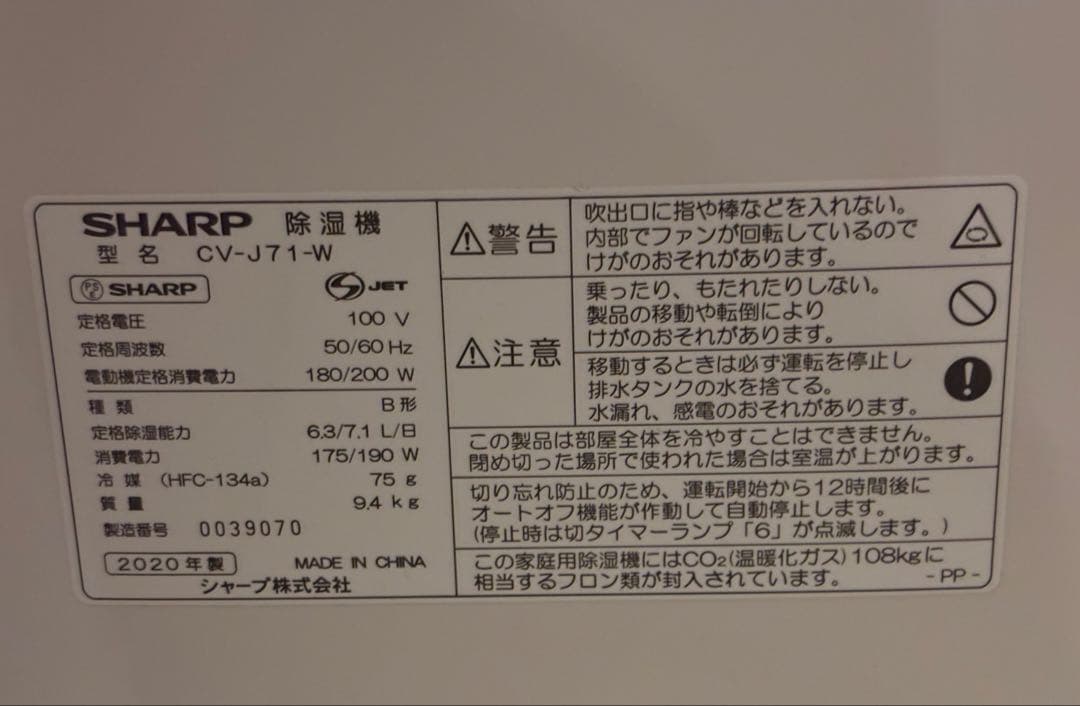 SHARP 除湿機
型名 CV-J71-W
PS E SHARP
S JET
定格電圧 100 V
定格周波数 50/60 Hz
電動機定格消費電力 180/200 W
種類 B形
定格除湿能力 6.3/7.1 L/日
消費電力 175/190 W
冷媒 (HFC-134a) 75 g
質量 9.4 kg
製造番号 0039070
2020年製 MADE IN CHINA
シャープ株式会社
警告
吹出口に指や棒などを入れない。
内部でファンが回転しているので
けがのおそれがあります。
注意
乗ったり、もたれたりしない。
製品の移動や転倒により
けがのおそれがあります。
移動するときは必ず運転を停止し
排水タンクの水を捨てる。
水漏れ、感電のおそれがあります。
この製品は部屋全体を冷やすことはできません。
閉め切った場所で使われた場合は室温が上がります。
切り忘れ防止のため、運転開始から12時間後に
オートオフ機能が作動して自動停止します。
(停止時は切タイマーランプ「6」が点滅します。)
この家庭用除湿機にはCO₂(温暖化ガス)108kgに
相当するフロン類が封入されています。 -PP-